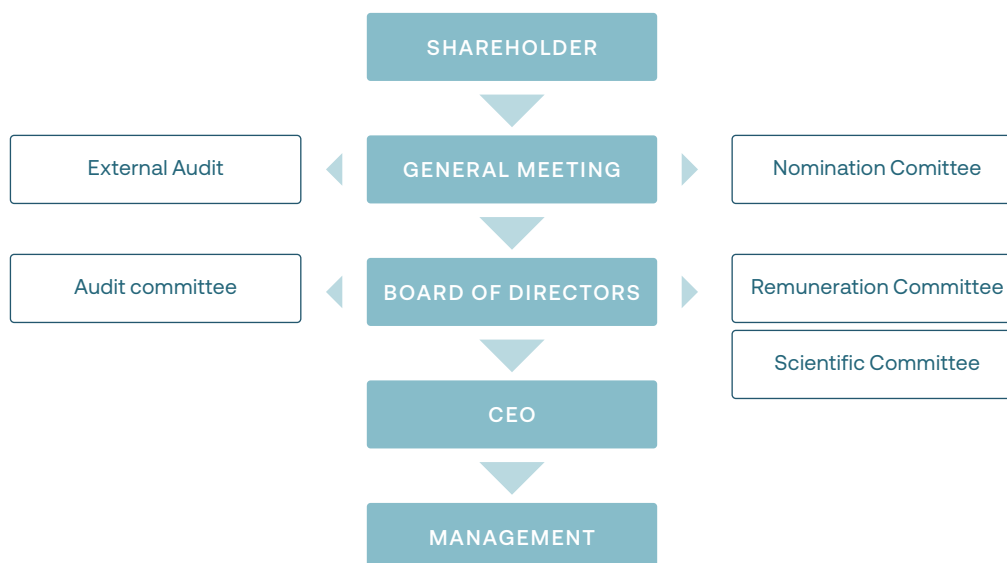 SHAREHOLDER
External Audit
GENERAL MEETING
Nomination Comittee
Audit committee
BOARD OF DIRECTORS
Remuneration Committee
Scientific Committee
CEO
MANAGEMENT